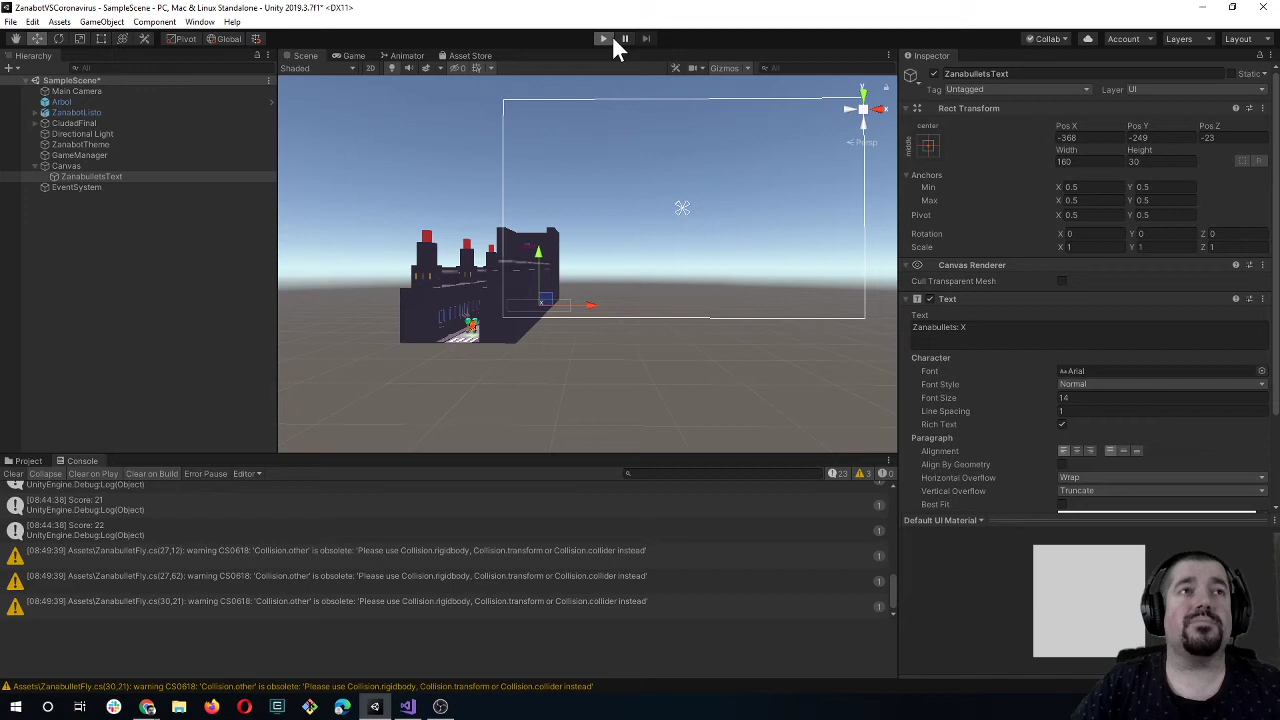 ZanabotVSCoronavirus - SampleScene - PC, Mac & Linux Standalone - Unity 2019.3.7f1* <DX11>
File Edit Assets GameObject Component Window Help
Pivot Global Collab Account Layers Layout
Hierarchy Scene Game Animator Asset Store Inspector
All Shaded 2D 0 Gizmos All
SampleScene*
Main Camera
Arbol
ZanabotListo
CiudadFinal
Directional Light
ZanabotTheme
GameManager
Canvas
ZanabulletsText
EventSystem
y
x
Persp
x
ZanabulletsText Static
Tag Untagged Layer UI
Rect Transform
center Pos X Pos Y Pos Z
middle -368 -249 -23
Width Height
160 30
Anchors
Min X 0.5 Y 0.5
Max X 0.5 Y 0.5
Pivot X 0.5 Y 0.5
Rotation X 0 Y 0 Z 0
Scale X 1 Y 1 Z 1
Canvas Renderer
Cull Transparent Mesh
Text
Text
Zanabullets: X
Character
Font Arial
Font Style Normal
Font Size 14
Line Spacing 1
Rich Text
Paragraph
Alignment
Align By Geometry
Horizontal Overflow Wrap
Vertical Overflow Truncate
Best Fit
Default UI Material
Project Console
Clear Collapse Clear on Play Clear on Build Error Pause Editor 23 3 0
UnityEngine.Debug:Log(Object)
[08:44:38] Score: 21
UnityEngine.Debug:Log(Object) 1
[08:44:38] Score: 22
UnityEngine.Debug:Log(Object) 1
[08:49:39] Assets\ZanabulletFly.cs(27,12): warning CS0618: 'Collision.other' is obsolete: 'Please use Collision.rigidbody, Collision.transform or Collision.collider instead' 1
[08:49:39] Assets\ZanabulletFly.cs(27,62): warning CS0618: 'Collision.other' is obsolete: 'Please use Collision.rigidbody, Collision.transform or Collision.collider instead' 1
[08:49:39] Assets\ZanabulletFly.cs(30,21): warning CS0618: 'Collision.other' is obsolete: 'Please use Collision.rigidbody, Collision.transform or Collision.collider instead' 1
Assets\ZanabulletFly.cs(30,21): warning CS0618: 'Collision.other' is obsolete: 'Please use Collision.rigidbody, Collision.transform or Collision.collider instead'